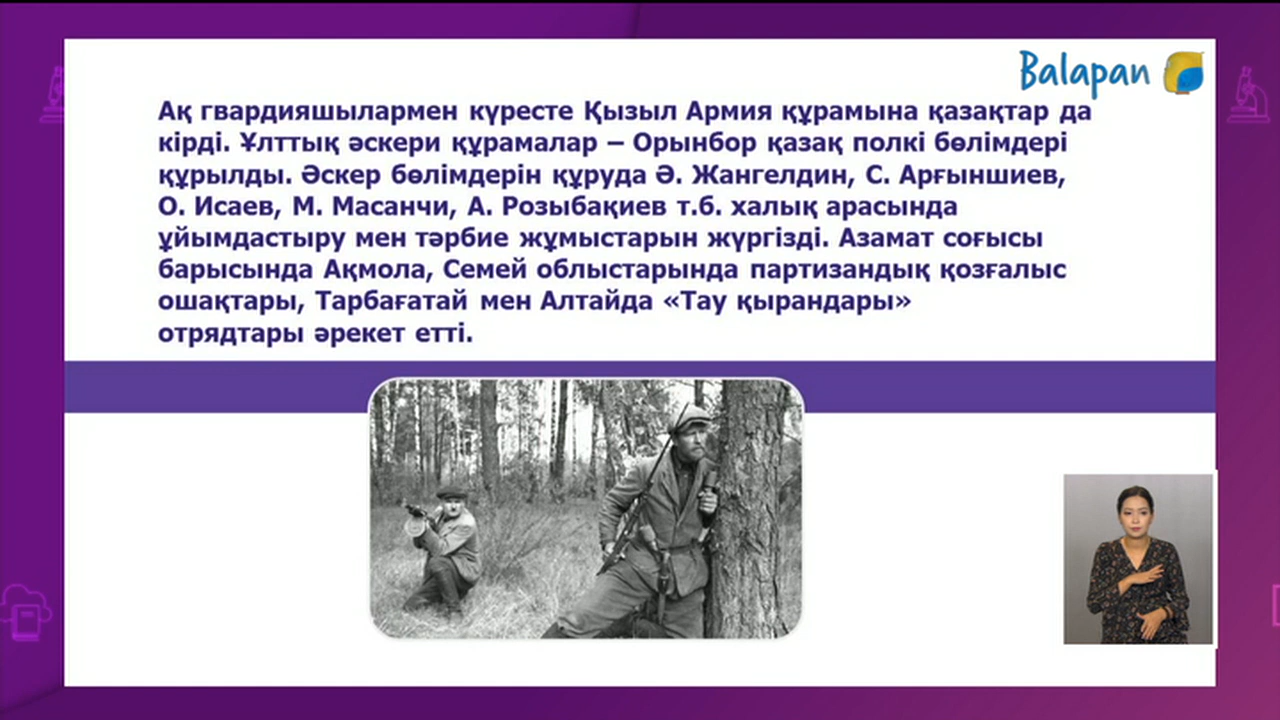 Balapan
Ақ гвардияшылармен күресте Қызыл Армия құрамына қазақтар да
кірді. Ұлттық әскери құрамалар – Орынбор қазақ полкі бөлімдері
құрылды. Әскер бөлімдерін құруда Ә. Жангелдин, С. Арғыншиев,
О. Исаев, М. Масанчи, А. Розыбақиев т.б. халық арасында
ұйымдастыру мен тәрбие жұмыстарын жүргізді. Азамат соғысы
барысында Ақмола, Семей облыстарында партизандық қозғалыс
ошақтары, Тарбағатай мен Алтайда «Тау қырандары»
отрядтары әрекет етті.